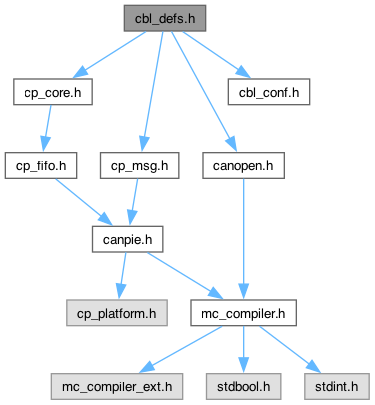 cbl_defs.h
cp_core.h
cbl_conf.h
cp_fifo.h
cp_msg.h
canopen.h
canpie.h
cp_platform.h
mc_compiler.h
mc_compiler_ext.h
stdbool.h
stdint.h